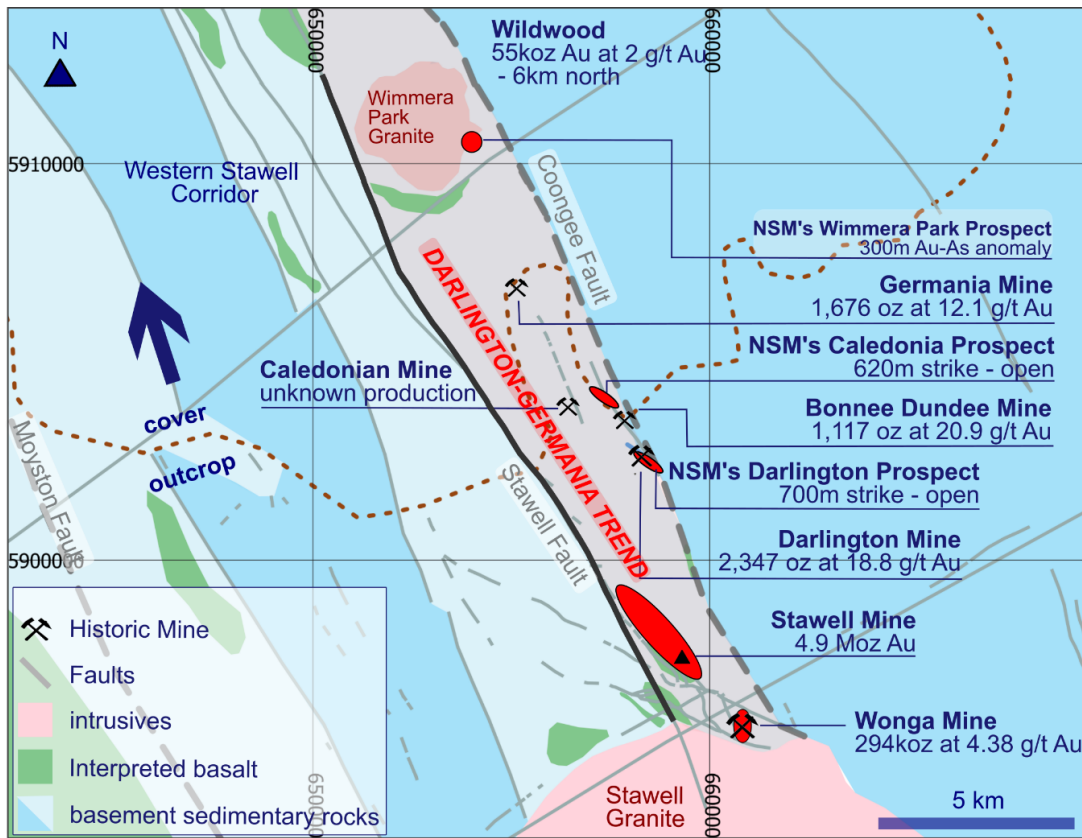 N
650000
660000
Wildwood
55koz Au at 2 g/t Au
- 6km north
Wimmera
Park
Granite
5910000
Western Stawell
Corridor
Coongee Fault
NSM's Wimmera Park Prospect
300m Au-As anomaly
Germania Mine
1,676 oz at 12.1 g/t Au
NSM's Caledonia Prospect
620m strike - open
Caledonian Mine
unknown production
DARLINGTON-GERMANIA TREND
Bonnee Dundee Mine
1,117 oz at 20.9 g/t Au
cover
outcrop
Moyston Fault
Stawell Fault
NSM's Darlington Prospect
700m strike - open
Darlington Mine
2,347 oz at 18.8 g/t Au
5900000
Historic Mine
Faults
intrusives
Interpreted basalt
basement sedimentary rocks
Stawell Mine
4.9 Moz Au
Wonga Mine
294koz at 4.38 g/t Au
650000
660000
Stawell
Granite
5 km